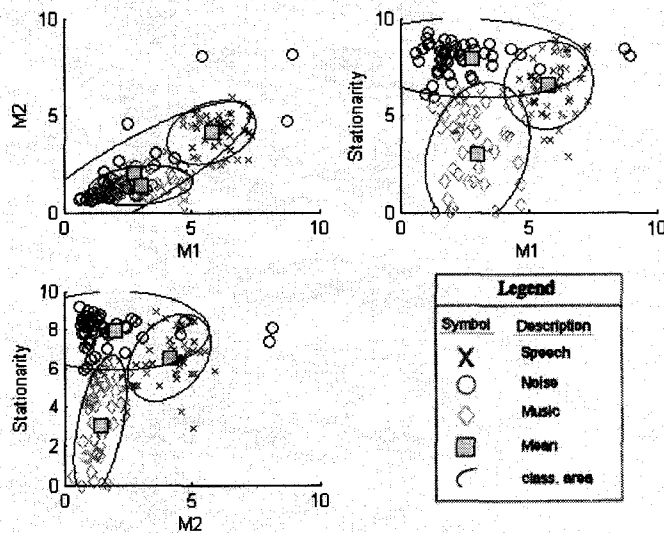 10
5
0
M2
0
5
10
M1
10
5
0
Stationarity
0
5
10
M1
10
8
6
4
2
0
Stationarity
0
5
10
M2
Legend
Symbol Description
Speech
Noise
Music
Mean
class. area